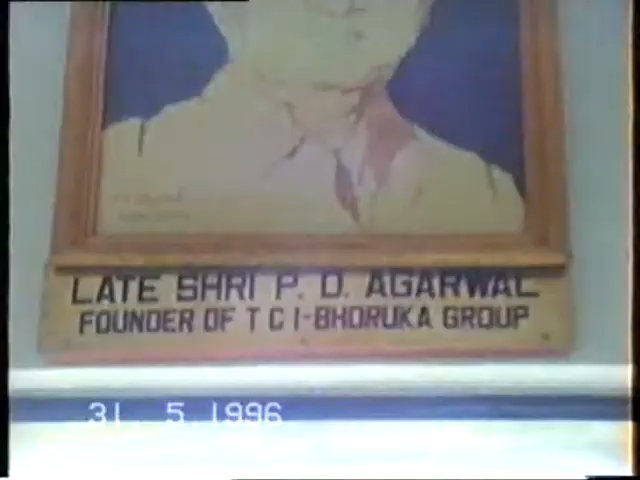 LATE SHRI P. D. AGARWAL
FOUNDER OF T C I-BHORUKA GROUP
31. 5.1996